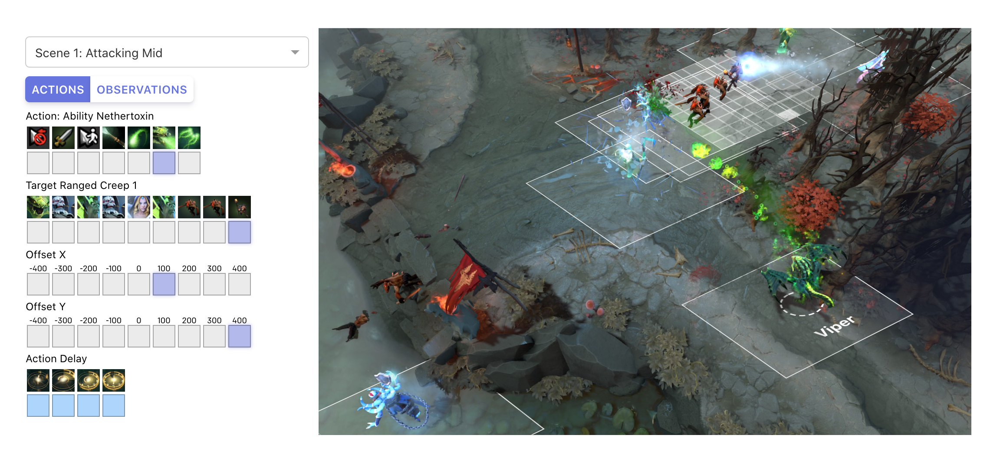 Scene 1: Attacking Mid
ACTIONS OBSERVATIONS
Action: Ability Nethertoxin
Target Ranged Creep 1
Offset X
-400 -300 -200 -100 0 100 200 300 400
Offset Y
-400 -300 -200 -100 0 100 200 300 400
Action Delay
Viper